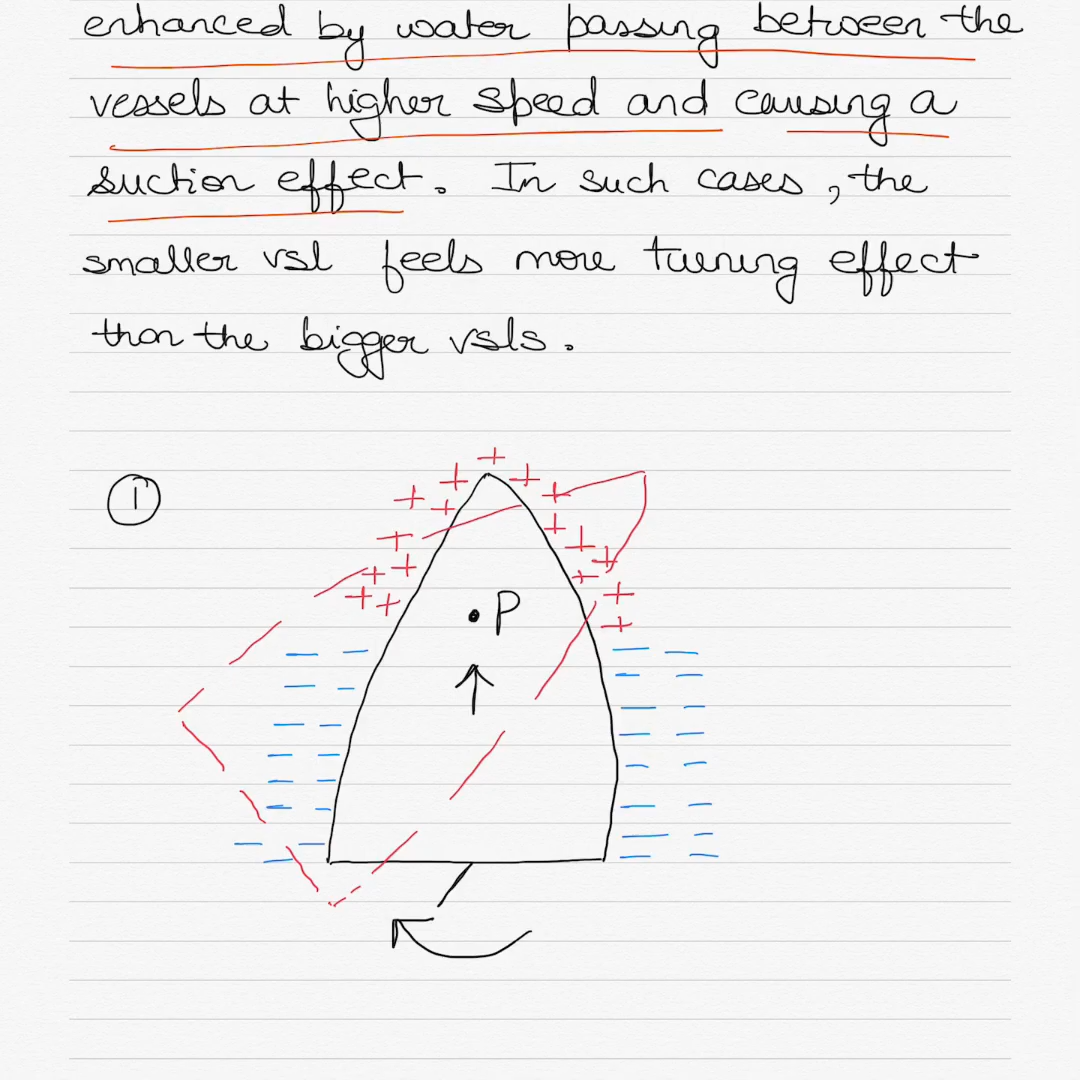 enhanced by water passing between the
vessels at higher speed and causing a
suction effect. In such cases, the
smaller vsl feels more turning effect
than the bigger vsls.
1
P